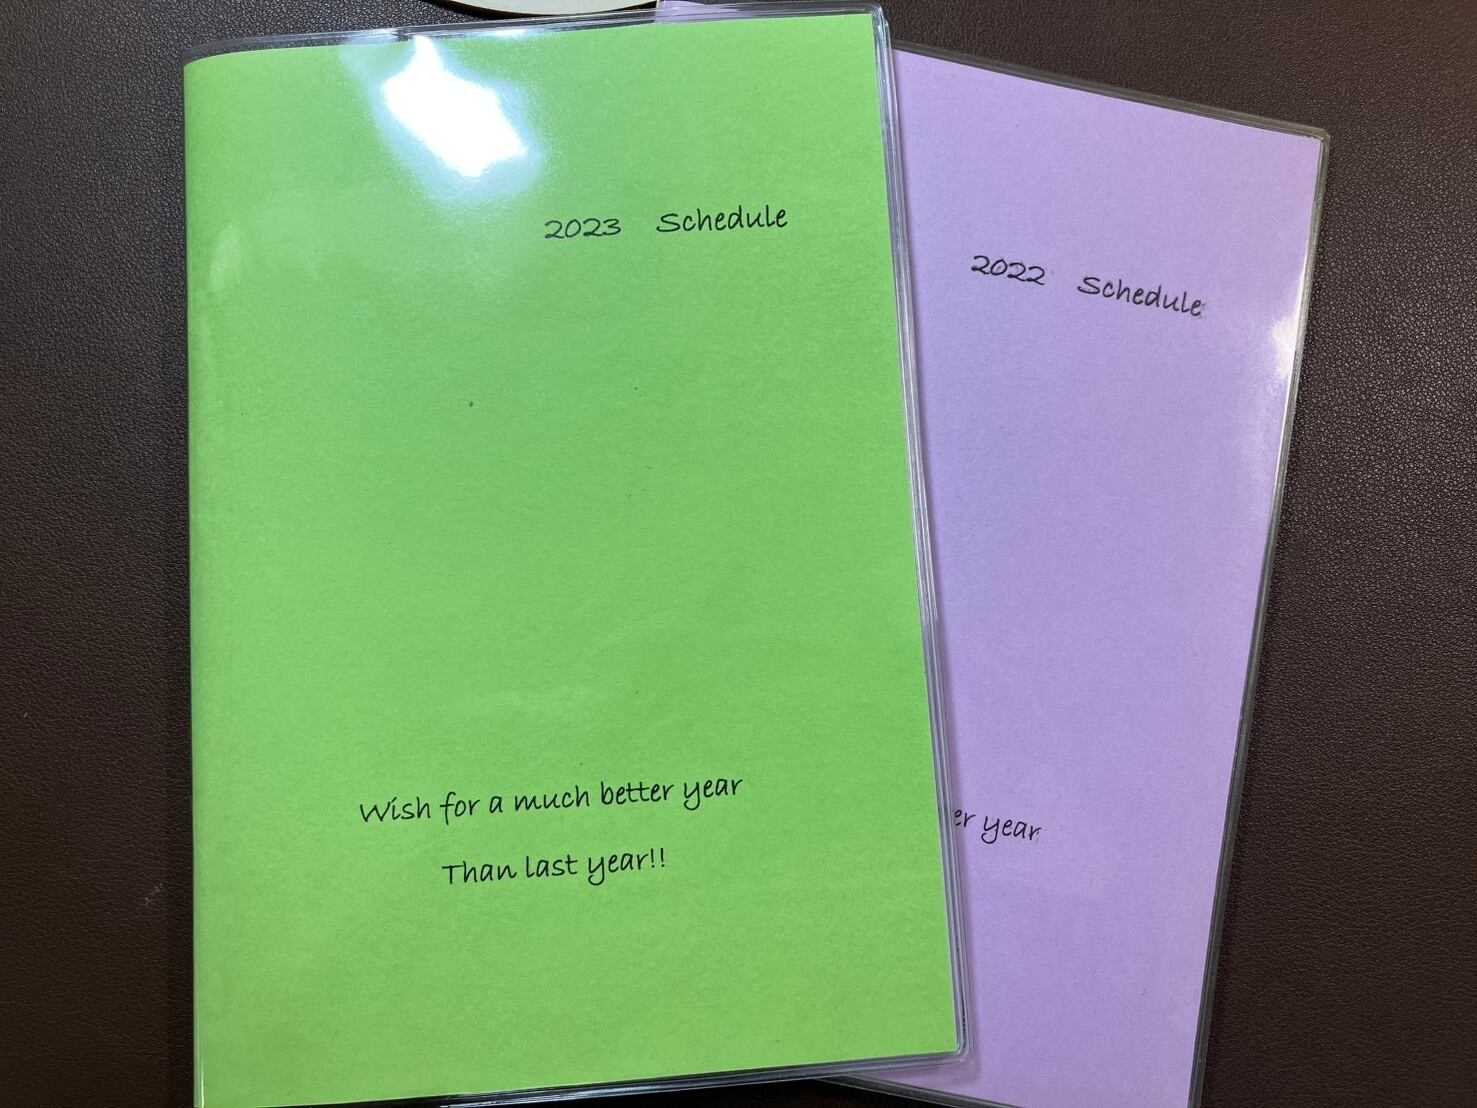 2023 Schedule
Wish for a much better year
Than last year!!
2022 Schedule
er year